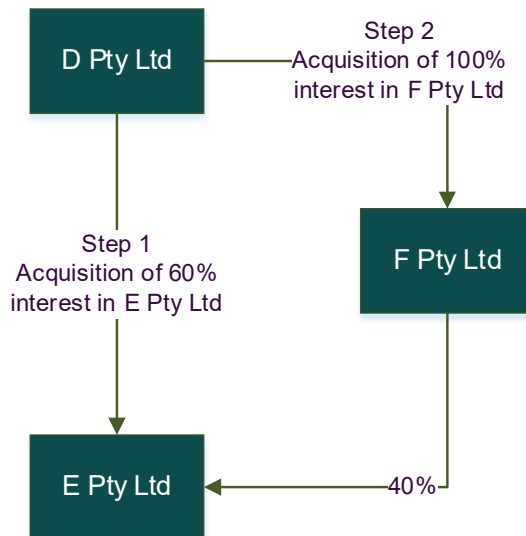 D Pty Ltd
Step 2
Acquisition of 100%
interest in F Pty Ltd
Step 1
Acquisition of 60%
interest in E Pty Ltd
F Pty Ltd
E Pty Ltd
40%